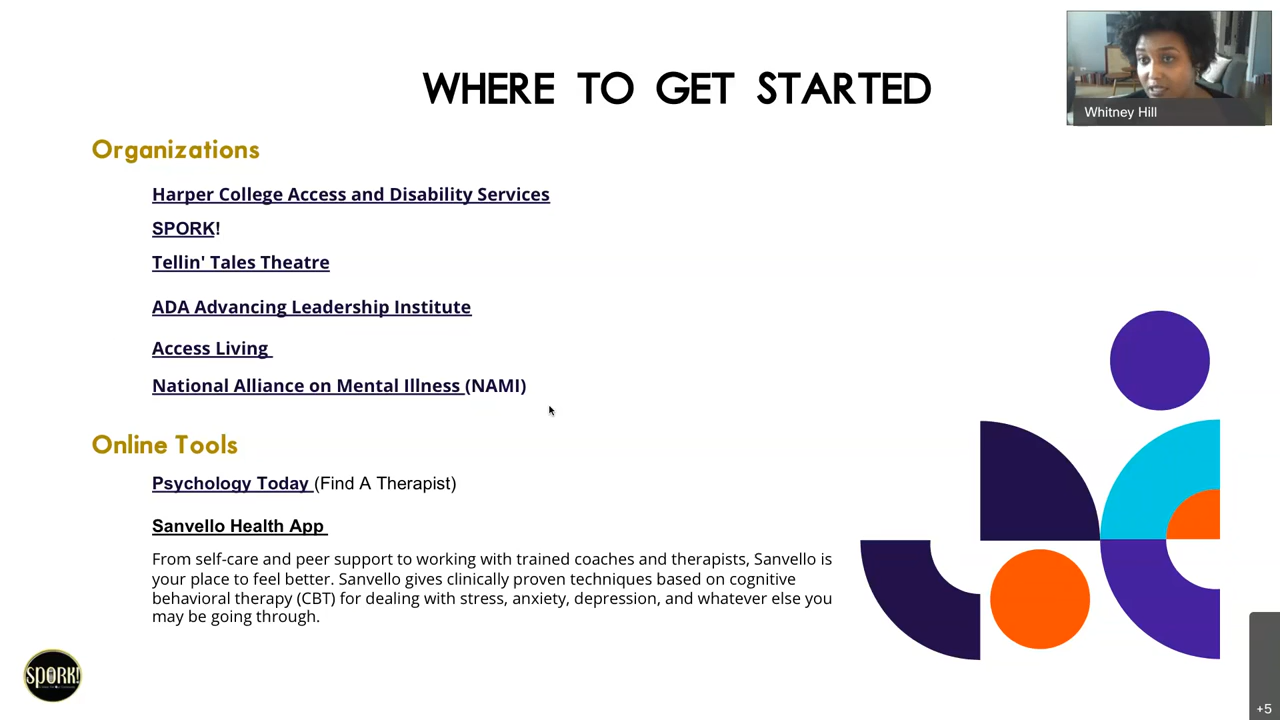 WHERE TO GET STARTED
Whitney Hill
Organizations
Harper College Access and Disability Services
SPORK!
Tellin' Tales Theatre
ADA Advancing Leadership Institute
Access Living
National Alliance on Mental Illness (NAMI)
Online Tools
Psychology Today (Find A Therapist)
Sanvello Health App
From self-care and peer support to working with trained coaches and therapists, Sanvello is
your place to feel better. Sanvello gives clinically proven techniques based on cognitive
behavioral therapy (CBT) for dealing with stress, anxiety, depression, and whatever else you
may be going through.
SPORK!
+5